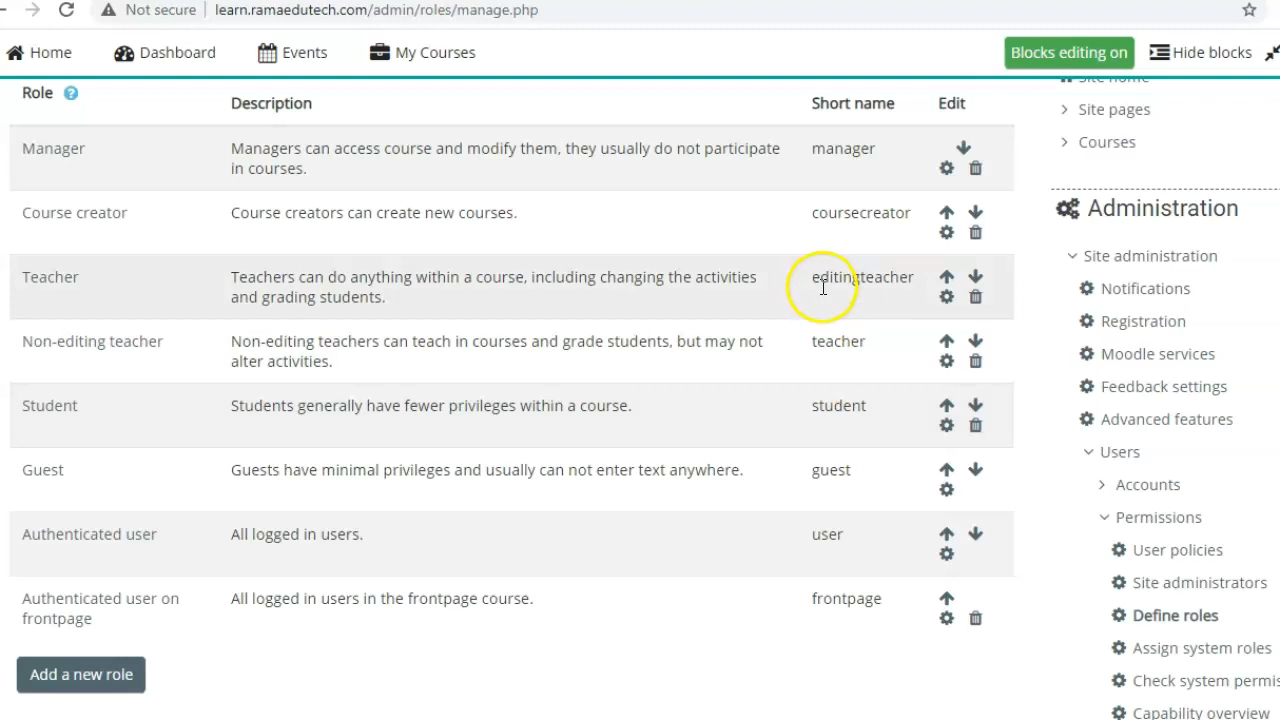 Not secure learn.ramaedutech.com/admin/roles/manage.php
Home Dashboard Events My Courses Blocks editing on Hide blocks
Role Description Short name Edit
Manager Managers can access course and modify them, they usually do not participate manager
in courses.
Course creator Course creators can create new courses. coursecreator
Teacher Teachers can do anything within a course, including changing the activities editingteacher
and grading students.
Non-editing teacher Non-editing teachers can teach in courses and grade students, but may not teacher
alter activities.
Student Students generally have fewer privileges within a course. student
Guest Guests have minimal privileges and usually can not enter text anywhere. guest
Authenticated user All logged in users. user
Authenticated user on All logged in users in the frontpage course. frontpage
frontpage
Add a new role
Site home
Site pages
Courses
Administration
Site administration
Notifications
Registration
Moodle services
Feedback settings
Advanced features
Users
Accounts
Permissions
User policies
Site administrators
Define roles
Assign system roles
Check system permis
Capability overview